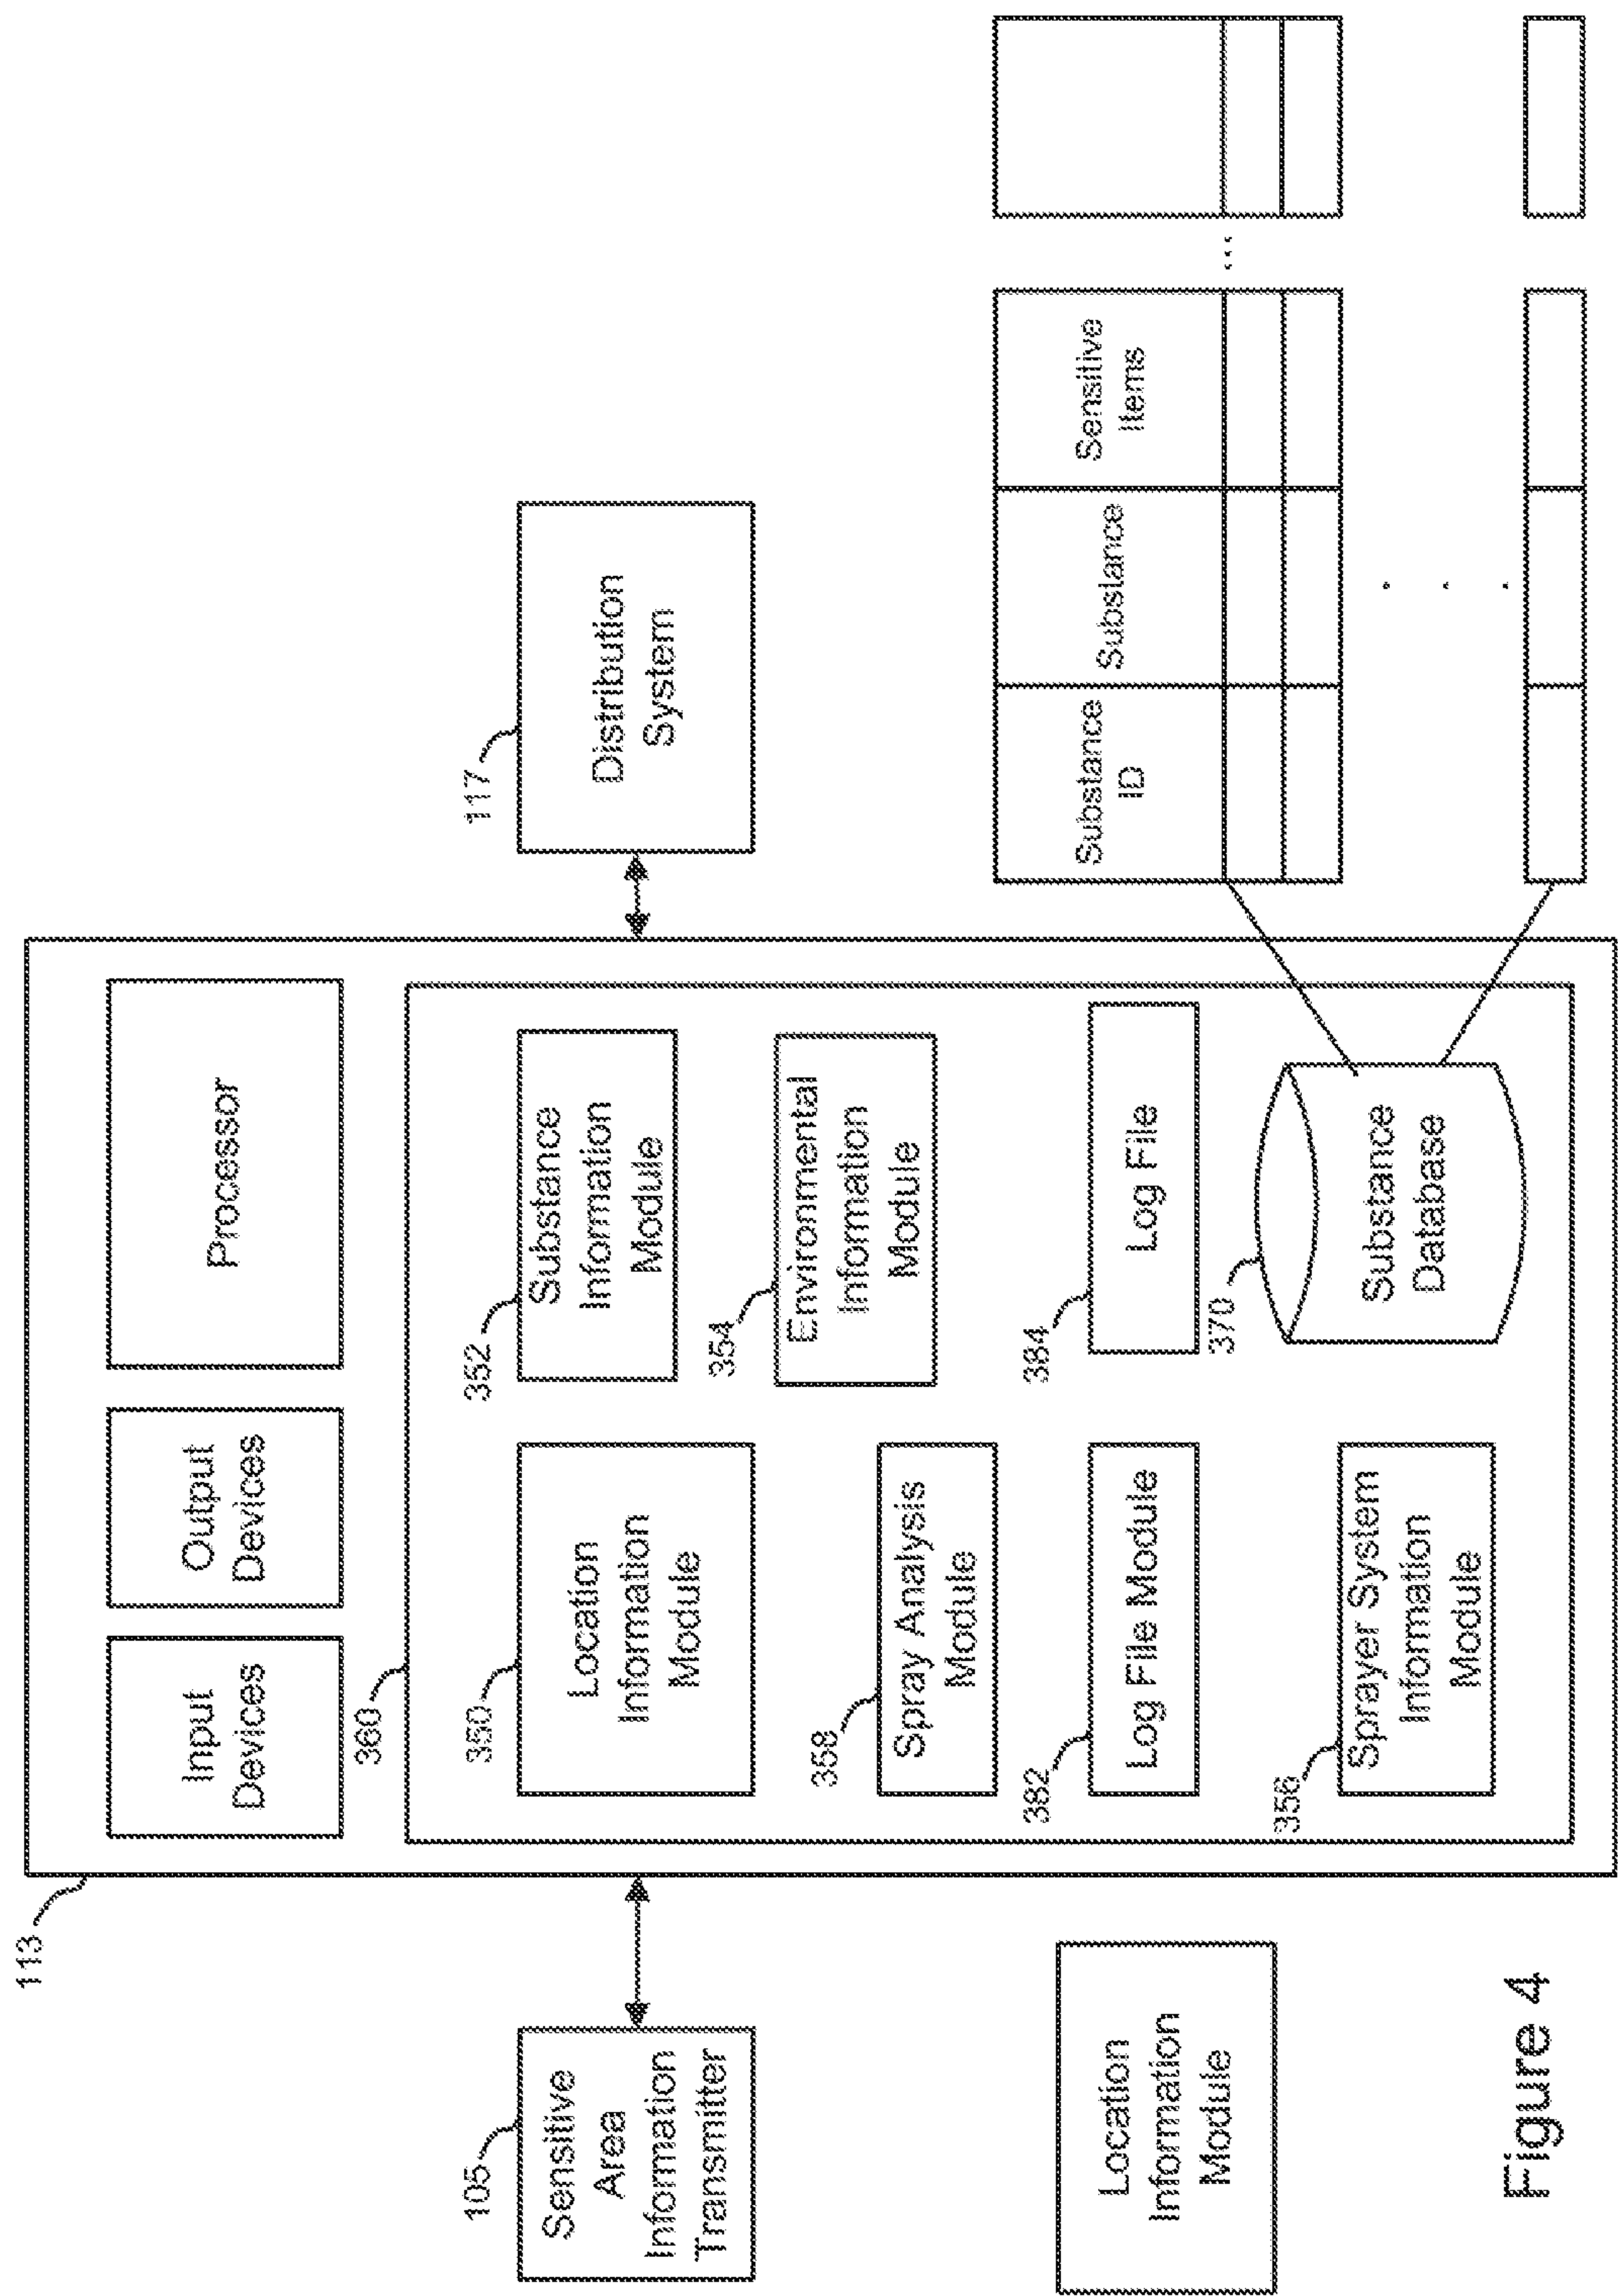 113
Input
Devices
Output
Devices
Processor
360
105
Sensitive
Area
Information
Transmitter
350
Location
Information
Module
352
Substance
Information
Module
117
Distribution
System
354
Environmental
Information
Module
358
Spray Analysis
Module
382
Log File Module
384
Log File
Location
Information
Module
356
Sprayer System
Information
Module
370
Substance
Database
Substance
ID
Substance
Sensitive
Items
...
. . .
Figure 4